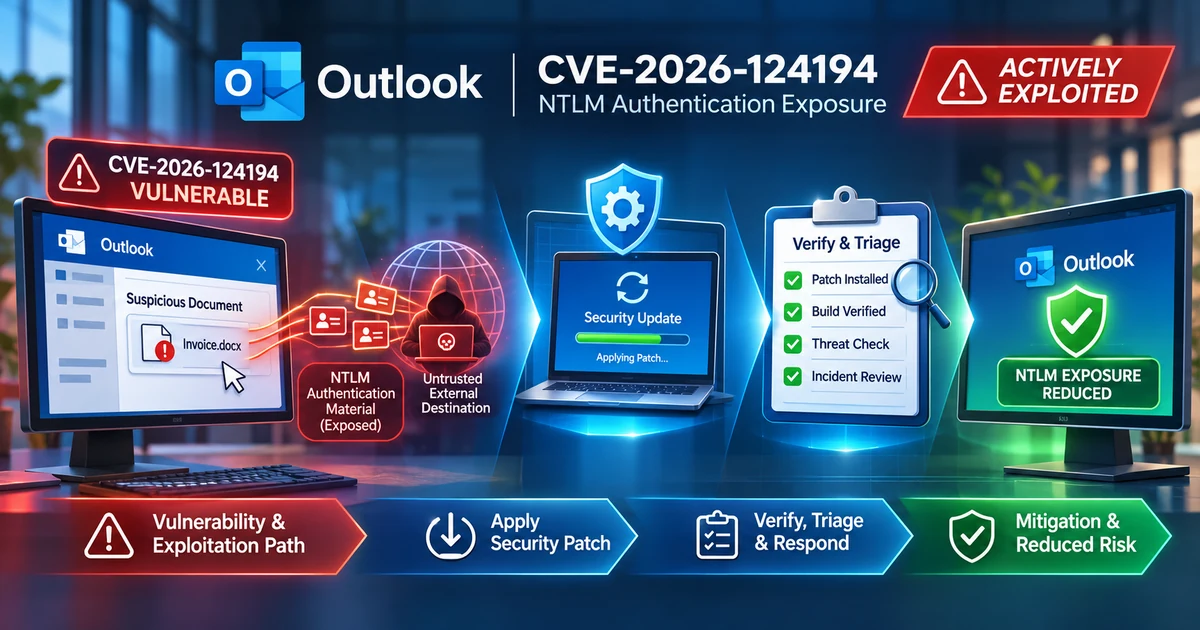 Outlook
CVE-2026-124194
NTLM Authentication Exposure
ACTIVELY
EXPLOITED
CVE-2026-124194
VULNERABLE
Outlook
Suspicious Document
Invoice.docx
NTLM
Authentication
Material
(Exposed)
Untrusted
External
Destination
Security Update
Applying Patch...
Verify & Triage
Patch Installed
Build Verified
Threat Check
Incident Review
Outlook
NTLM EXPOSURE
REDUCED
Vulnerability &
Exploitation Path
Apply
Security Patch
Verify, Triage
& Respond
Mitigation &
Reduced Risk